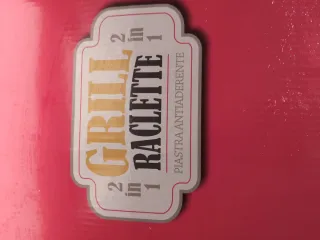 2 in 1
GRILL
RACLETTE
PIASTRA ANTIADERENTE
2 in 1